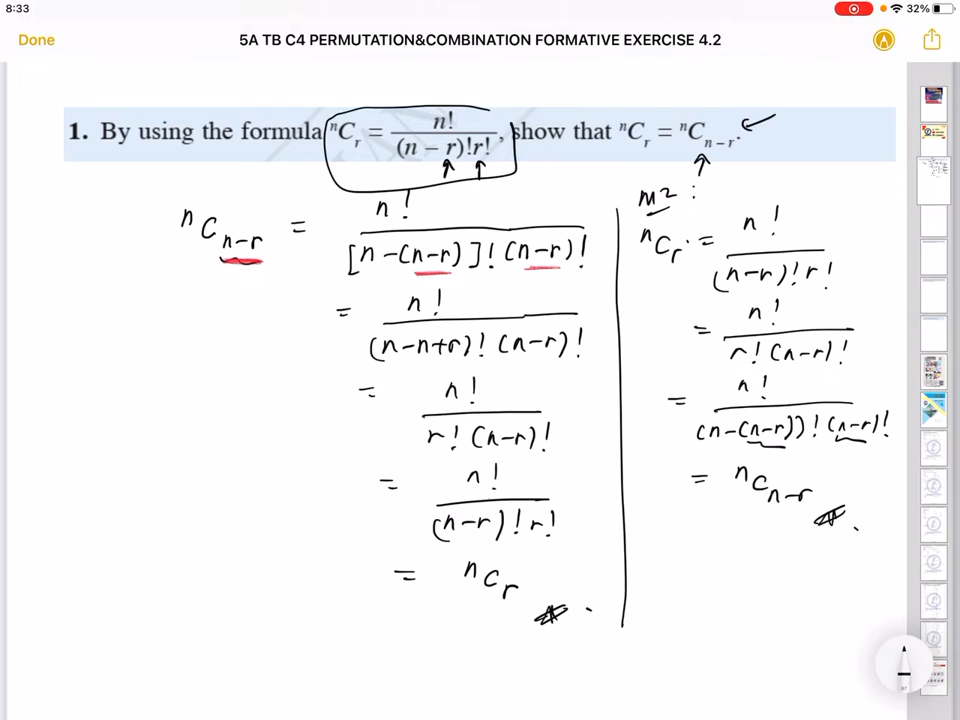 8:33
32%
Done
5A TB C4 PERMUTATION&COMBINATION FORMATIVE EXERCISE 4.2
1. By using the formula ⁿCᵣ = n! / (n − r)!r!, show that ⁿCᵣ = ⁿCₙ₋ᵣ.
ⁿCₙ₋ᵣ = n! / [n-(n-r)]! (n-r)!
= n! / (n-n+r)! (n-r)!
= n! / r! (n-r)!
= n! / (n-r)! r!
= ⁿCᵣ
m2 :
ⁿCᵣ = n! / (n-r)! r!
= n! / r! (n-r)!
= n! / (n-(n-r))! (n-r)!
= ⁿCₙ₋ᵣ
97